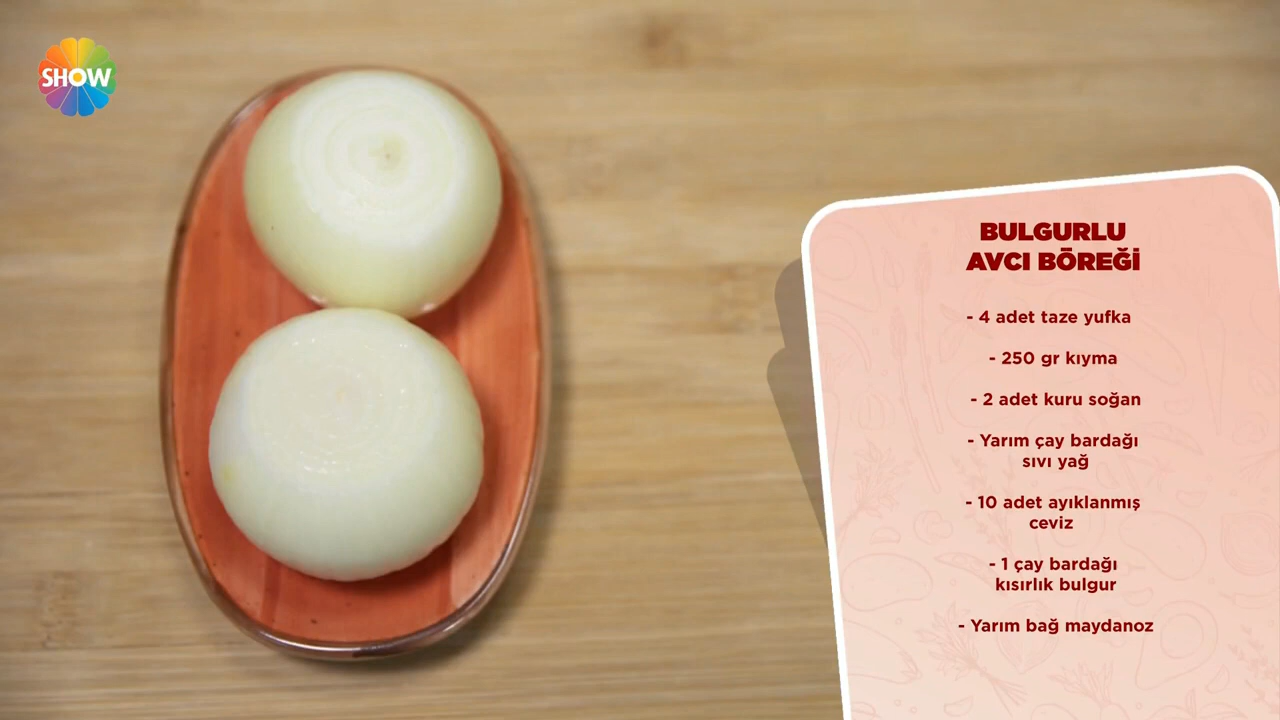 SHOW
BULGURLU
AVCI BÖREĞİ
- 4 adet taze yufka
- 250 gr kıyma
- 2 adet kuru soğan
- Yarım çay bardağı
sıvı yağ
- 10 adet ayıklanmış
ceviz
- 1 çay bardağı
kısırlık bulgur
- Yarım bağ maydanoz